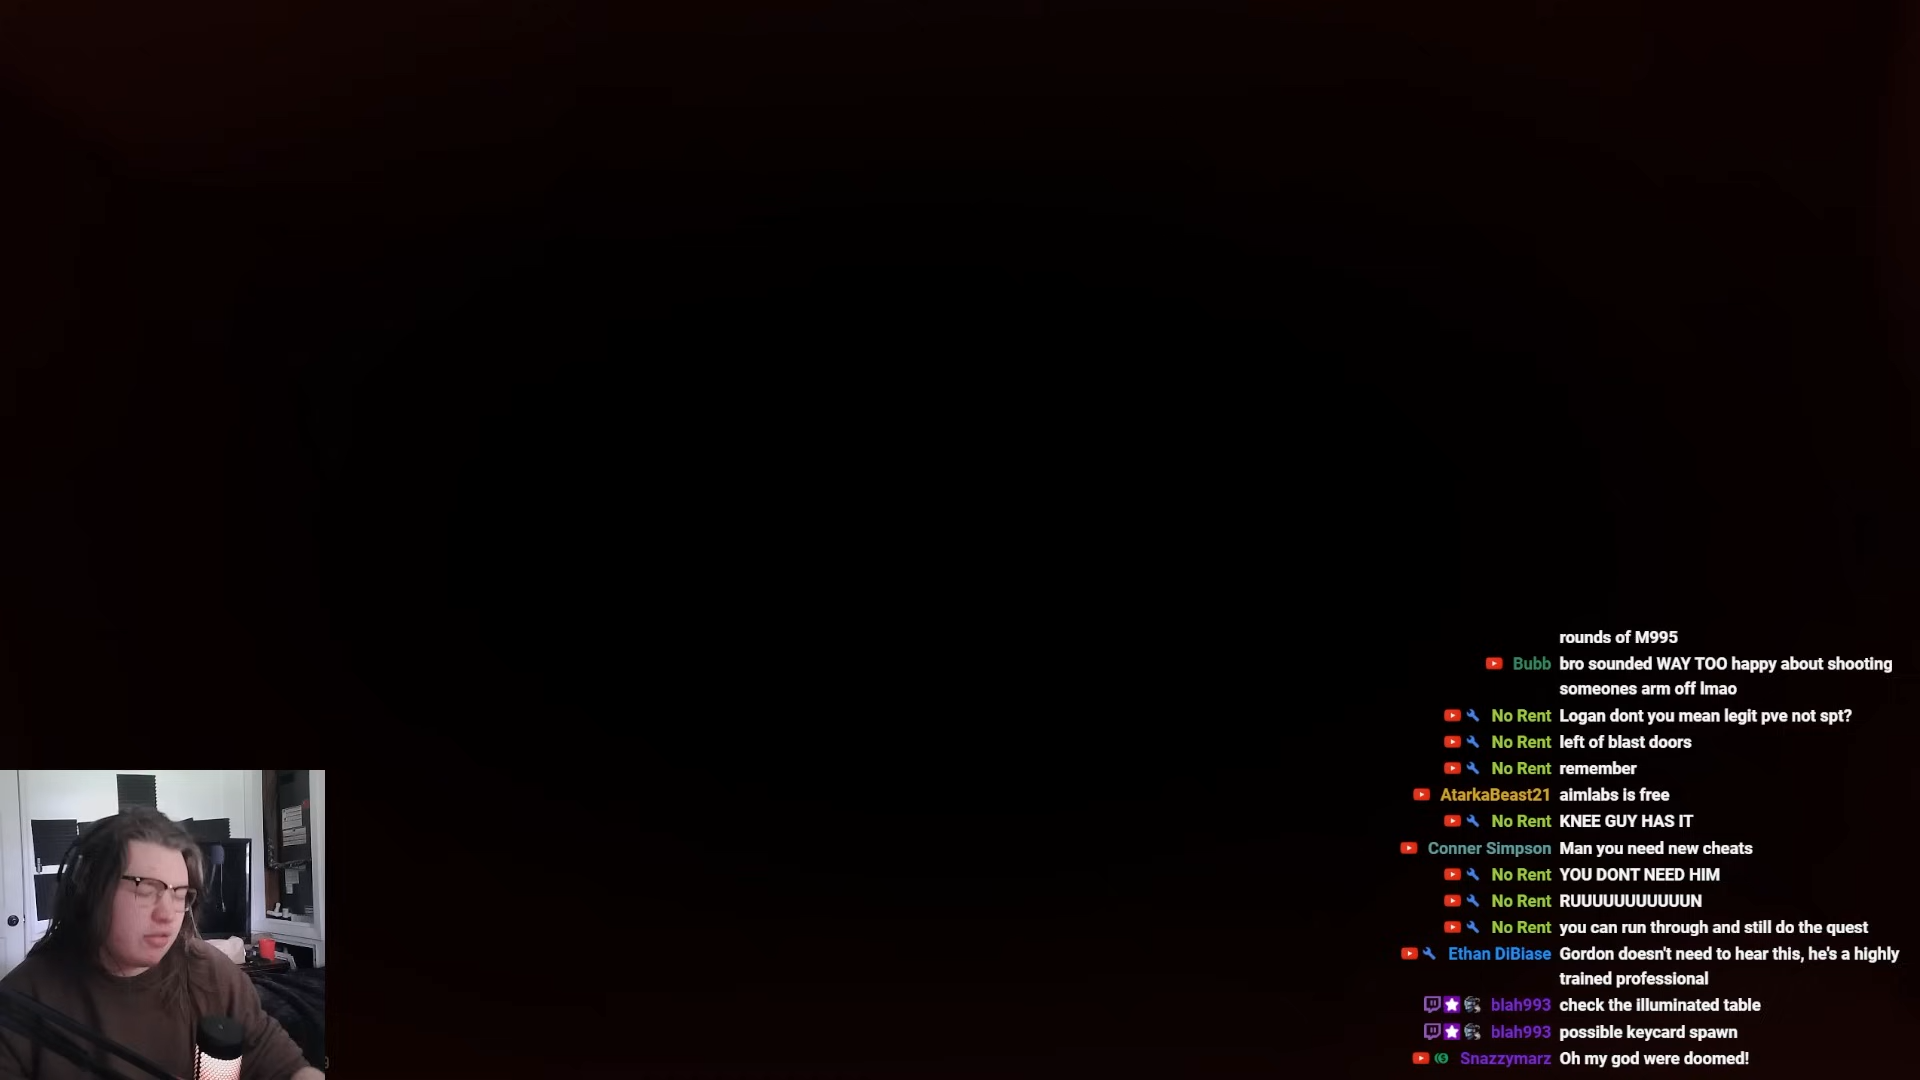 rounds of M995
Bubb bro sounded WAY TOO happy about shooting
someones arm off lmao
No Rent Logan dont you mean legit pve not spt?
No Rent left of blast doors
No Rent remember
AtarkaBeast21 aimlabs is free
No Rent KNEE GUY HAS IT
Conner Simpson Man you need new cheats
No Rent YOU DONT NEED HIM
No Rent RUUUUUUUUUUUN
No Rent you can run through and still do the quest
Ethan DiBiase Gordon doesn't need to hear this, he's a highly
trained professional
blah993 check the illuminated table
blah993 possible keycard spawn
Snazzymarz Oh my god were doomed!